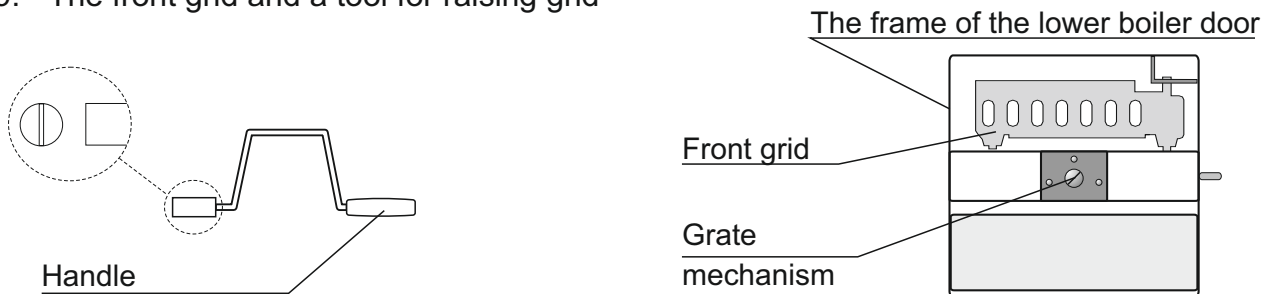 The front grid and a tool for raising grid
The frame of the lower boiler door
Front grid
Grate
mechanism
Handle